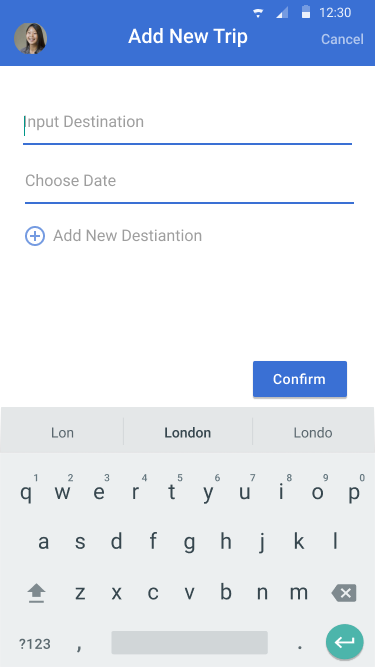 12:30
Add New Trip
Cancel
Input Destination
Choose Date
Add New Destiantion
Confirm
Lon London Londo
1 2 3 4 5 6 7 8 9 0
q w e r t y u i o p
a s d f g h j k l
z x c v b n m
?123 , .